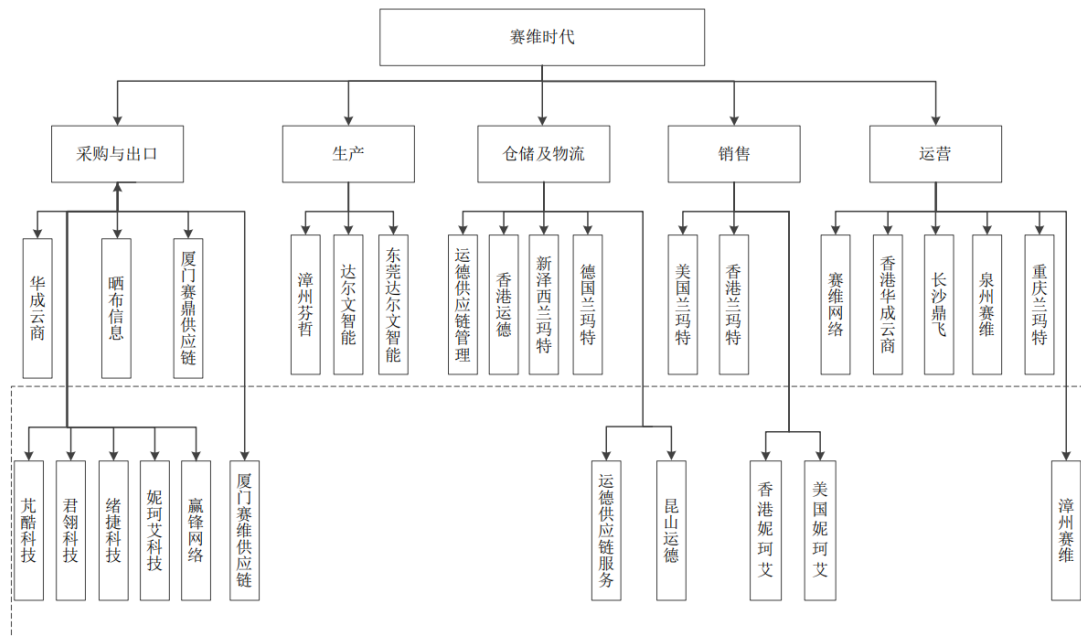 赛维时代
采购与出口
生产
仓储及物流
销售
运营
华成云商
晒布信息
厦门赛鼎供应链
漳州芬哲
达尔文智能
东莞达尔文智能
运德供应链管理
香港运德
新泽西兰玛特
德国兰玛特
美国兰玛特
香港兰玛特
赛维网络
香港华成云商
长沙鼎飞
泉州赛维
重庆兰玛特
芃酷科技
君翎科技
绪捷科技
妮珂艾科技
赢锋网络
厦门赛维供应链
运德供应链服务
昆山运德
香港妮珂艾
美国妮珂艾
漳州赛维